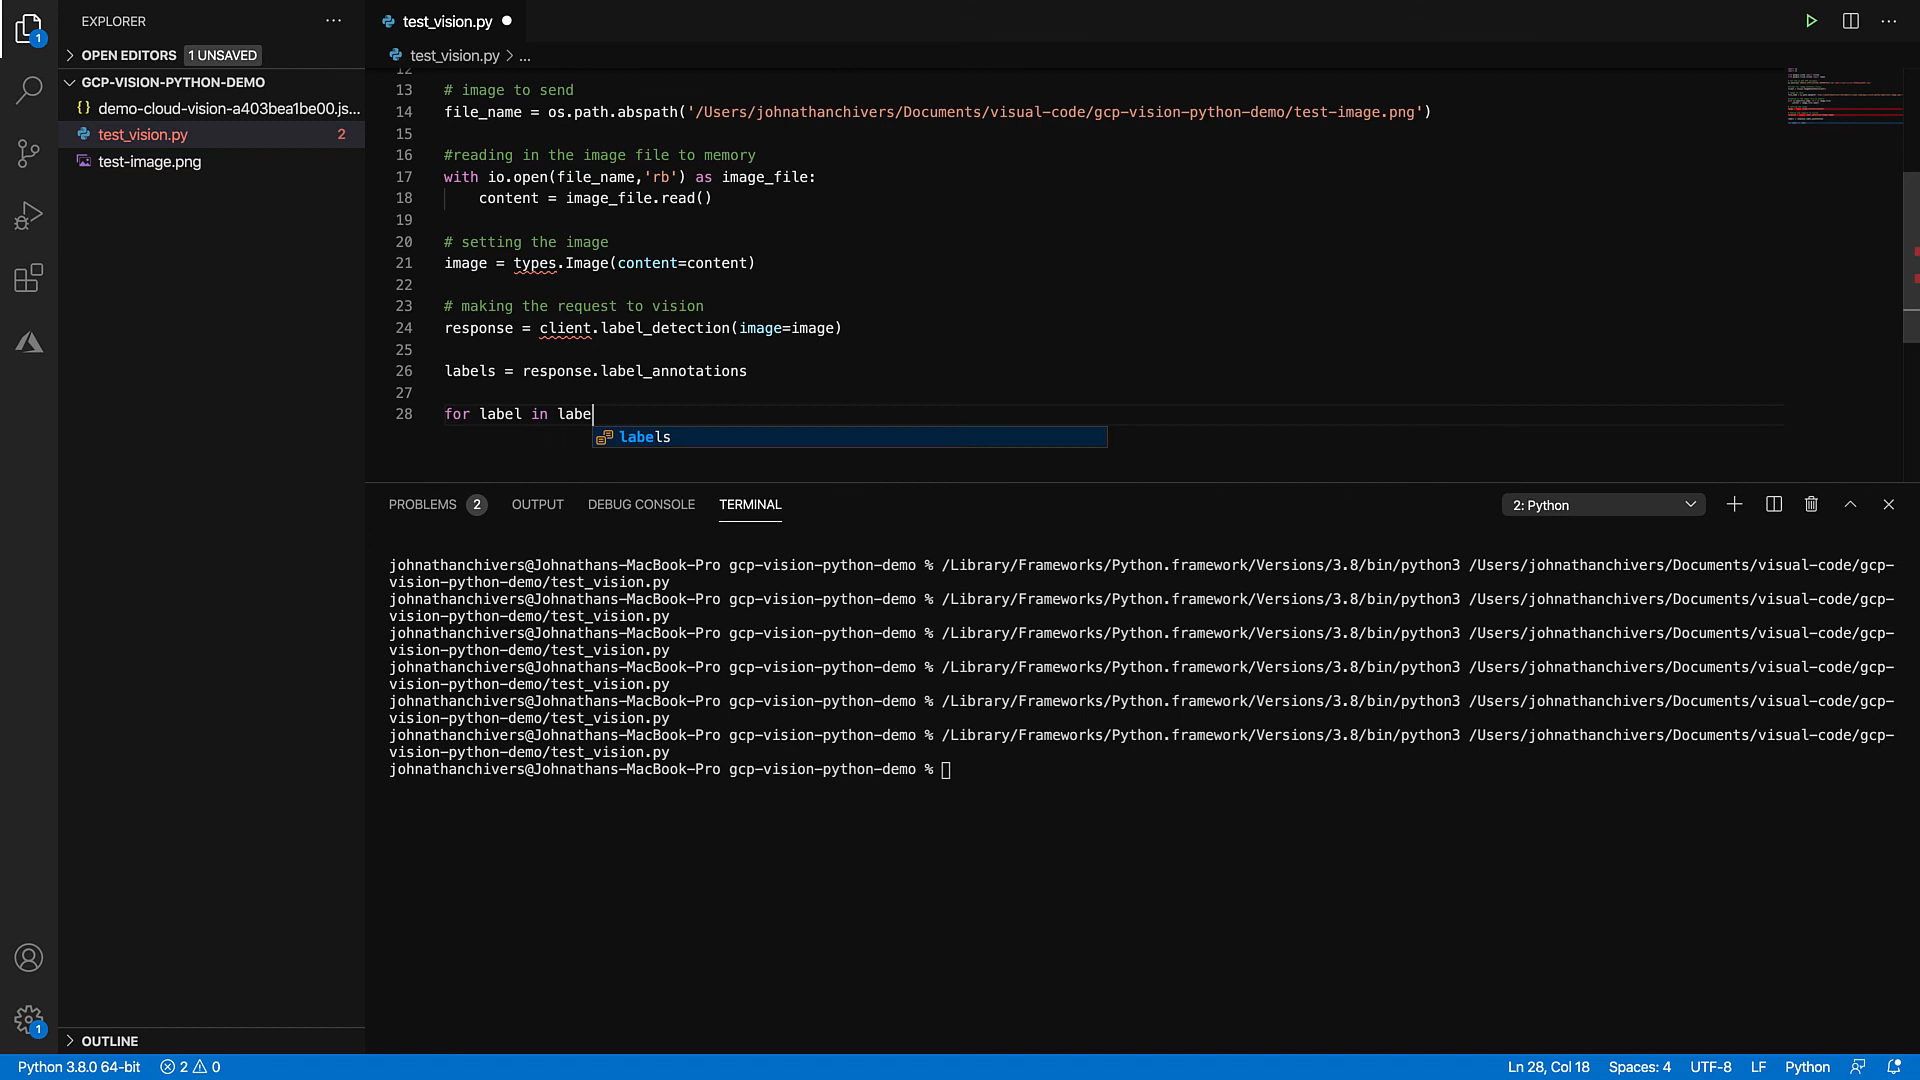 EXPLORER
test_vision.py
OPEN EDITORS 1 UNSAVED
test_vision.py > ...
GCP-VISION-PYTHON-DEMO
{} demo-cloud-vision-a403bea1be00.js...
test_vision.py 2
test-image.png
12
13 # image to send
14 file_name = os.path.abspath('/Users/johnathanchivers/Documents/visual-code/gcp-vision-python-demo/test-image.png')
15
16 #reading in the image file to memory
17 with io.open(file_name,'rb') as image_file:
18 content = image_file.read()
19
20 # setting the image
21 image = types.Image(content=content)
22
23 # making the request to vision
24 response = client.label_detection(image=image)
25
26 labels = response.label_annotations
27
28 for label in labe
labels
PROBLEMS 2 OUTPUT DEBUG CONSOLE TERMINAL 2: Python
johnathanchivers@Johnathans-MacBook-Pro gcp-vision-python-demo % /Library/Frameworks/Python.framework/Versions/3.8/bin/python3 /Users/johnathanchivers/Documents/visual-code/gcp-
vision-python-demo/test_vision.py
johnathanchivers@Johnathans-MacBook-Pro gcp-vision-python-demo % /Library/Frameworks/Python.framework/Versions/3.8/bin/python3 /Users/johnathanchivers/Documents/visual-code/gcp-
vision-python-demo/test_vision.py
johnathanchivers@Johnathans-MacBook-Pro gcp-vision-python-demo % /Library/Frameworks/Python.framework/Versions/3.8/bin/python3 /Users/johnathanchivers/Documents/visual-code/gcp-
vision-python-demo/test_vision.py
johnathanchivers@Johnathans-MacBook-Pro gcp-vision-python-demo % /Library/Frameworks/Python.framework/Versions/3.8/bin/python3 /Users/johnathanchivers/Documents/visual-code/gcp-
vision-python-demo/test_vision.py
johnathanchivers@Johnathans-MacBook-Pro gcp-vision-python-demo % /Library/Frameworks/Python.framework/Versions/3.8/bin/python3 /Users/johnathanchivers/Documents/visual-code/gcp-
vision-python-demo/test_vision.py
johnathanchivers@Johnathans-MacBook-Pro gcp-vision-python-demo % /Library/Frameworks/Python.framework/Versions/3.8/bin/python3 /Users/johnathanchivers/Documents/visual-code/gcp-
vision-python-demo/test_vision.py
johnathanchivers@Johnathans-MacBook-Pro gcp-vision-python-demo %
1
1
OUTLINE
Python 3.8.0 64-bit 2 0 Ln 28, Col 18 Spaces: 4 UTF-8 LF Python